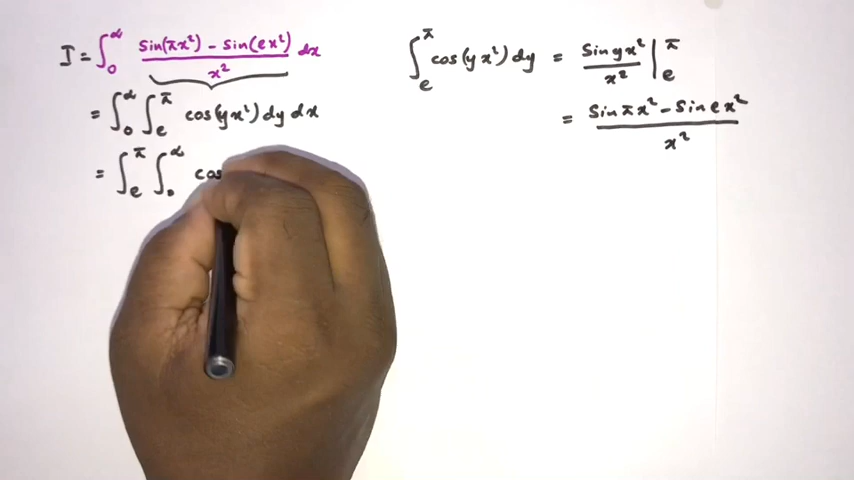 I = ∫₀^∞ (sin(πx²) − sin(ex²))/x² dx
= ∫₀^∞ ∫ₑ^π cos(yx²) dy dx
= ∫ₑ^π ∫₀^∞ cos
∫ₑ^π cos(yx²) dy = (sin yx²)/x² |ₑ^π
= (sin πx² − sin ex²)/x²